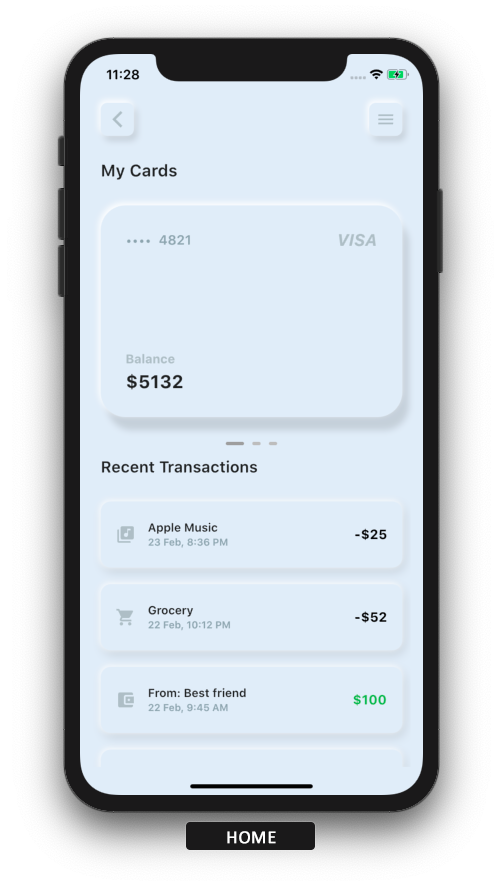 11:28
My Cards
•••• 4821 VISA
Balance
$5132
Recent Transactions
Apple Music -$25
23 Feb, 8:36 PM
Grocery -$52
22 Feb, 10:12 PM
From: Best friend $100
22 Feb, 9:45 AM
HOME